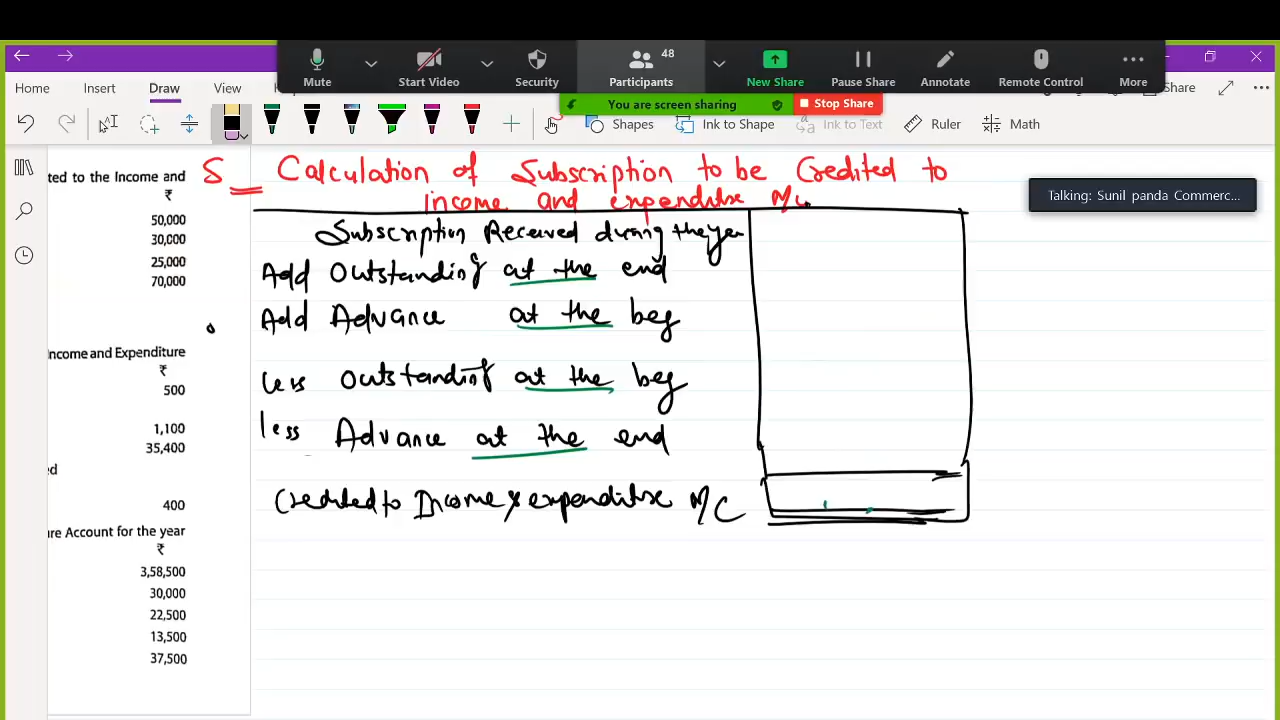 Mute
Start Video
Security
48
Participants
New Share
Pause Share
Annotate
Remote Control
More
You are screen sharing
Stop Share
Home Insert Draw View
Share
Shapes
Ink to Shape
Ink to Text
Ruler
Math
Talking: Sunil panda Commerc...
ted to the Income and
₹
50,000
30,000
25,000
70,000
ncome and Expenditure
₹
500
1,100
35,400
ed
400
re Account for the year
₹
3,58,500
30,000
22,500
13,500
37,500
S Calculation of Subscription to be Credited to
income and expenditure A/c
Subscription Received during the year
Add Outstanding at the end
Add Advance at the beg
less Outstanding at the beg
less Advance at the end
Credited to Income & expenditure A/C